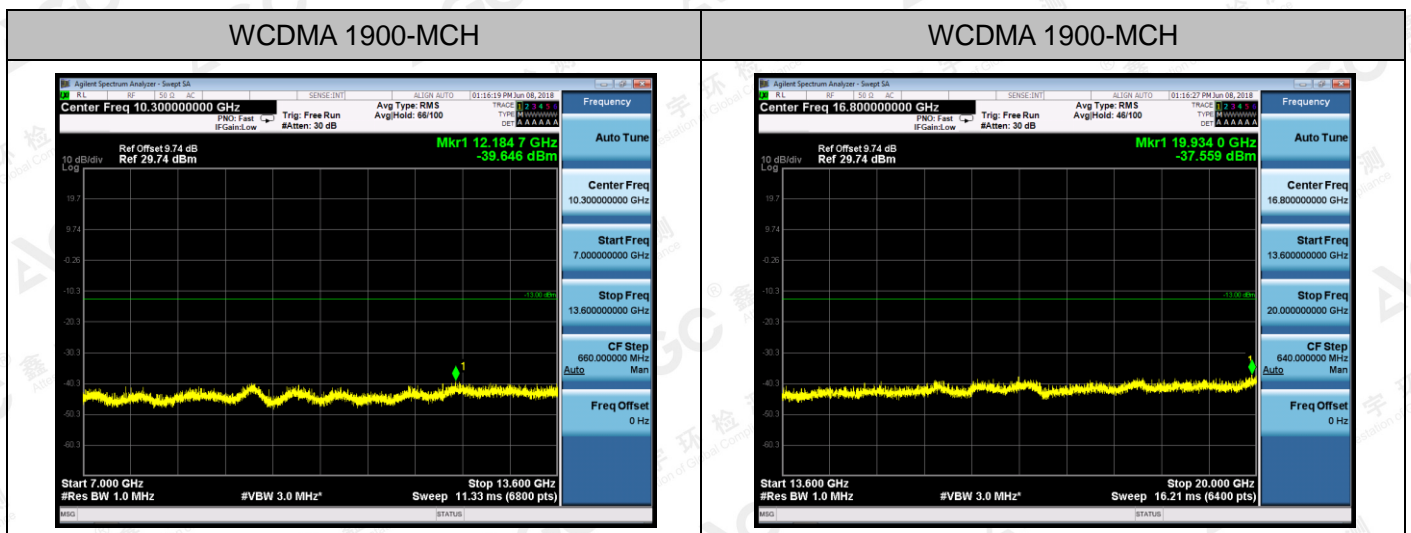 WCDMA 1900-MCH
Agilent Spectrum Analyzer - Swept SA
RL RF 50 Ω AC SENSE:INT ALIGN AUTO 01:16:19 PM Jun 08, 2018
Center Freq 10.300000000 GHz
PNO: Fast
IFGain:Low
Trig: Free Run
#Atten: 30 dB
Avg Type: RMS
Avg|Hold: 66/100
TRACE 1 2 3 4 5 6
TYPE M W W W W W
DET A A A A A A
Ref Offset 9.74 dB
10 dB/div Ref 29.74 dBm
Log
Mkr1 12.184 7 GHz
-39.646 dBm
19.7
9.74
-0.26
-10.3
-13.00 dBm
-20.3
-30.3
1
-40.3
-50.3
-60.3
Start 7.000 GHz
Stop 13.600 GHz
#Res BW 1.0 MHz
#VBW 3.0 MHz*
Sweep 11.33 ms (6800 pts)
MSG
STATUS
Frequency
Auto Tune
Center Freq
10.300000000 GHz
Start Freq
7.000000000 GHz
Stop Freq
13.600000000 GHz
CF Step
660.000000 MHz
Auto Man
Freq Offset
0 Hz
WCDMA 1900-MCH
Agilent Spectrum Analyzer - Swept SA
RL RF 50 Ω AC SENSE:INT ALIGN AUTO 01:16:27 PM Jun 08, 2018
Center Freq 16.800000000 GHz
PNO: Fast
IFGain:Low
Trig: Free Run
#Atten: 30 dB
Avg Type: RMS
Avg|Hold: 46/100
TRACE 1 2 3 4 5 6
TYPE M W W W W W
DET A A A A A A
Ref Offset 9.74 dB
10 dB/div Ref 29.74 dBm
Log
Mkr1 19.934 0 GHz
-37.559 dBm
19.7
9.74
-0.26
-10.3
-13.00 dBm
-20.3
-30.3
1
-40.3
-50.3
-60.3
Start 13.600 GHz
Stop 20.000 GHz
#Res BW 1.0 MHz
#VBW 3.0 MHz*
Sweep 16.21 ms (6400 pts)
MSG
STATUS
Frequency
Auto Tune
Center Freq
16.800000000 GHz
Start Freq
13.600000000 GHz
Stop Freq
20.000000000 GHz
CF Step
640.000000 MHz
Auto Man
Freq Offset
0 Hz